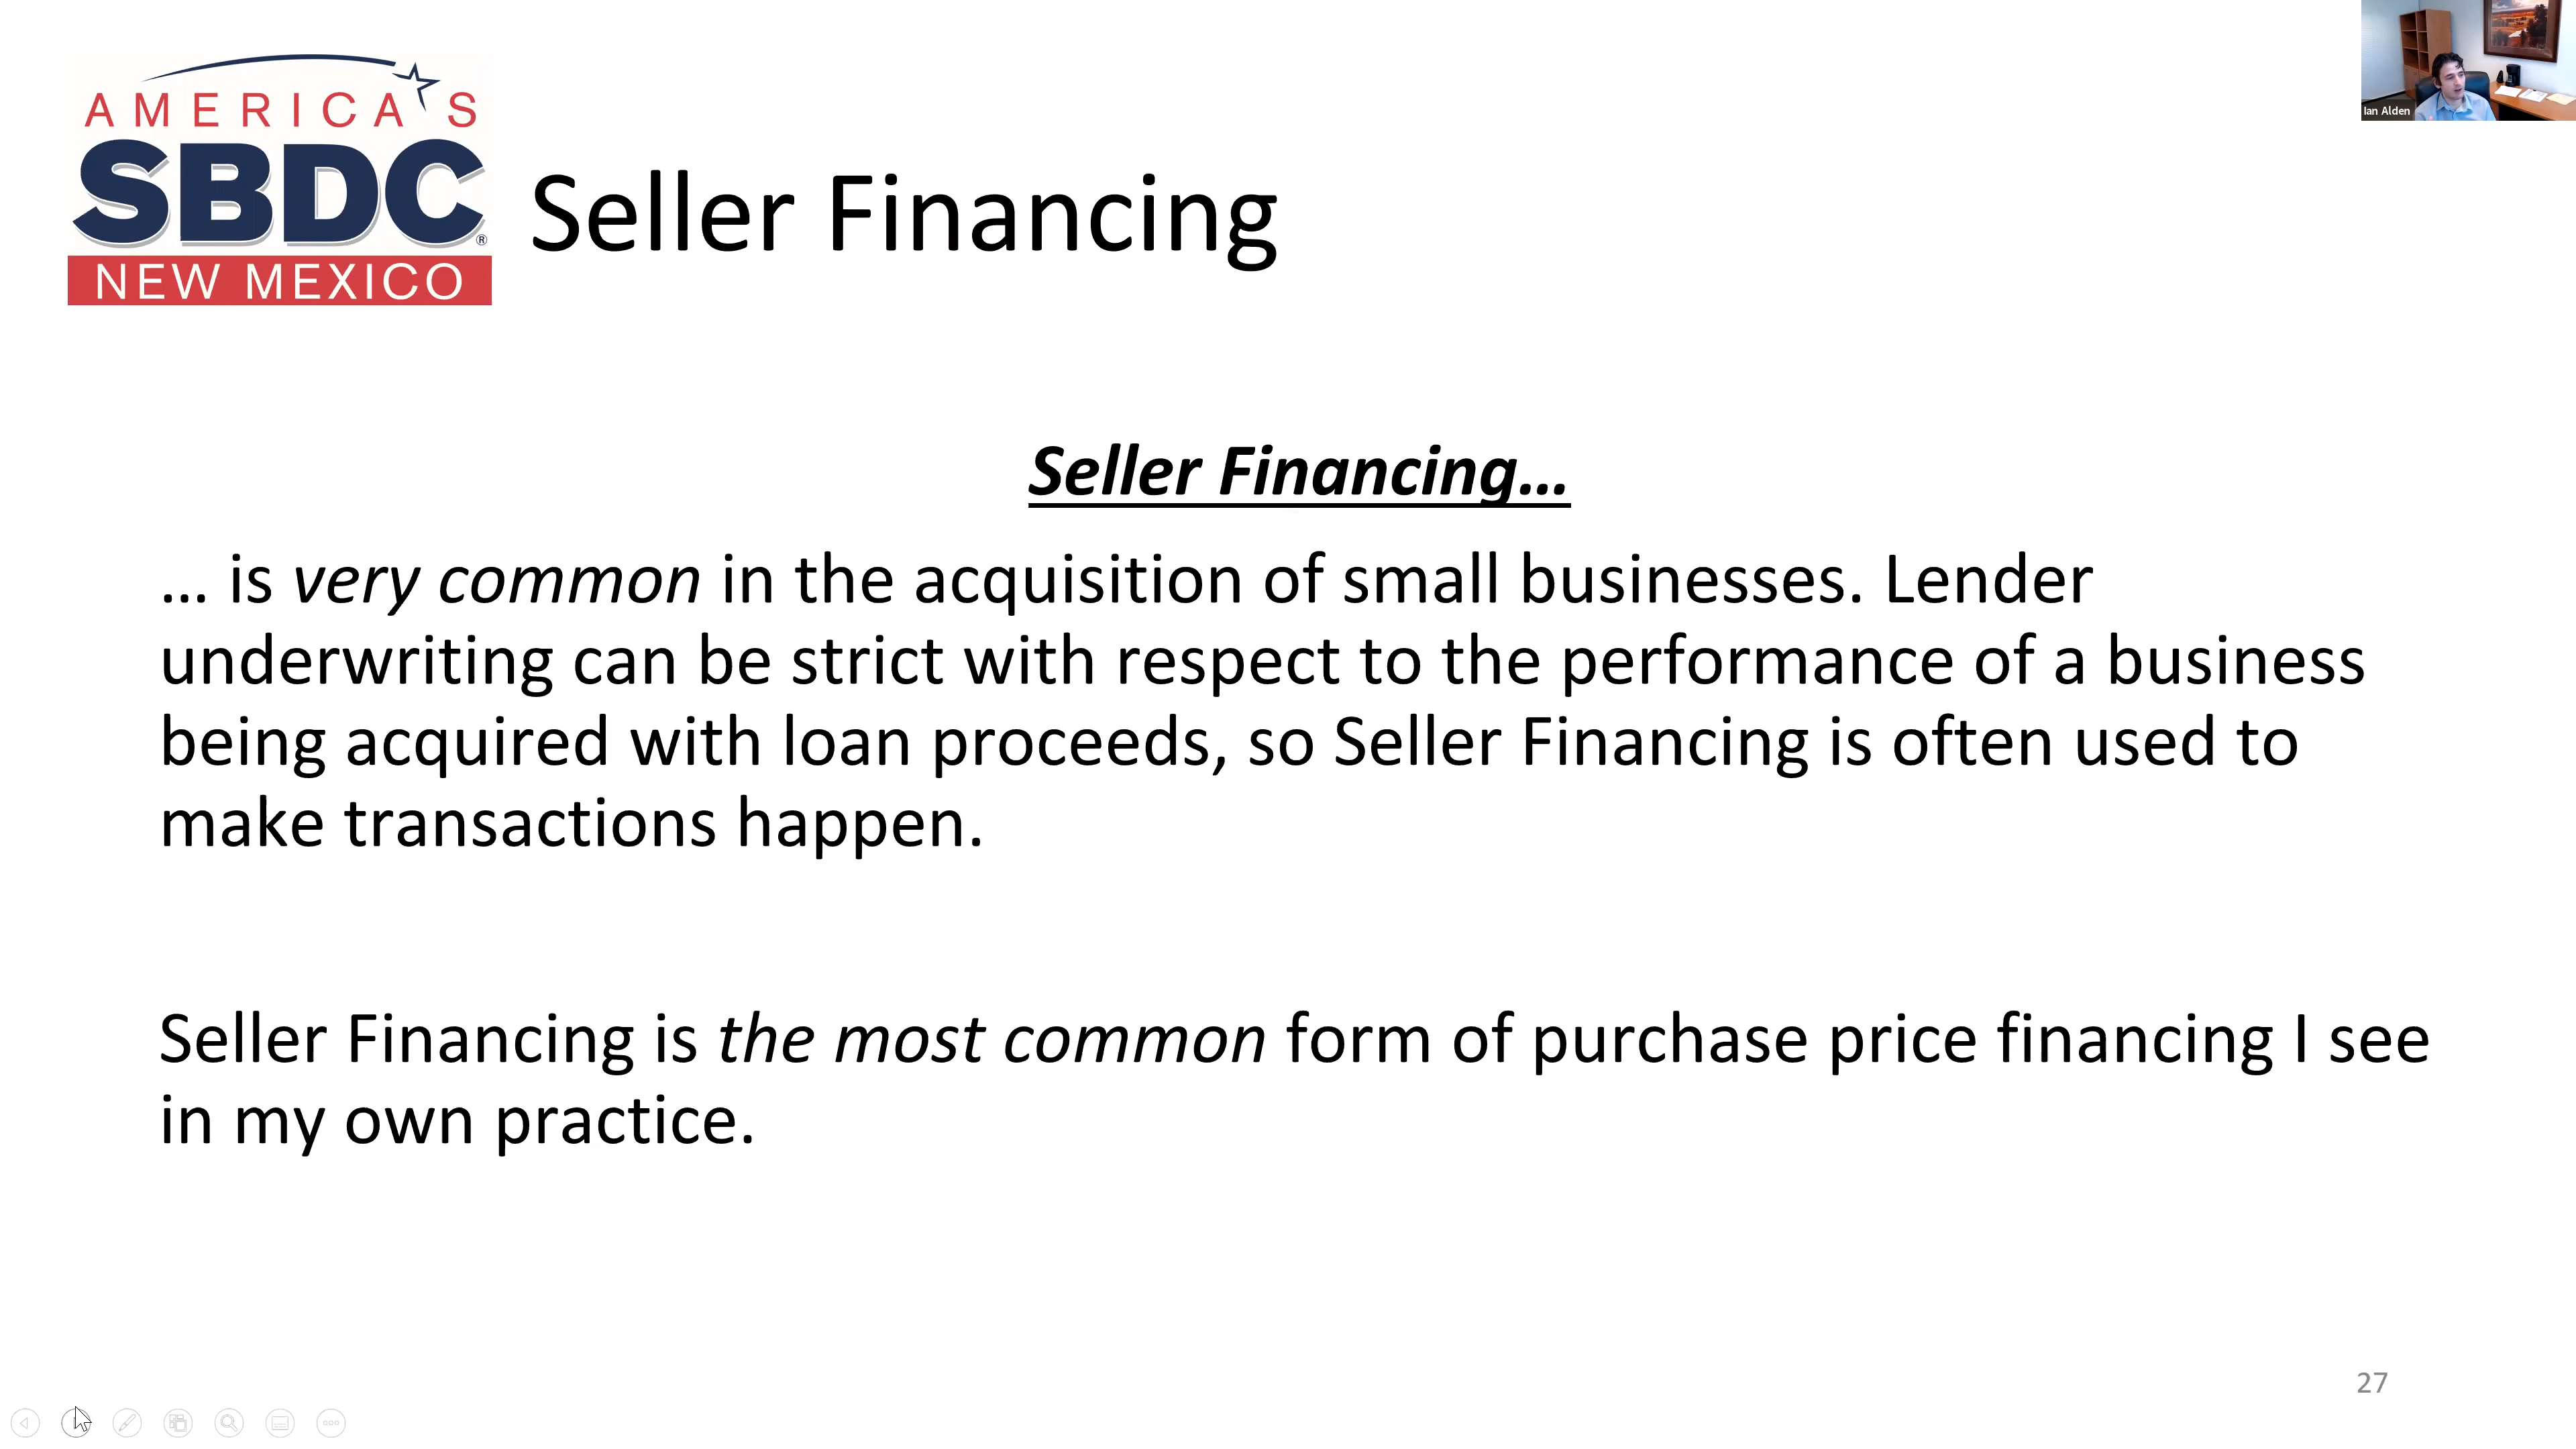 AMERICA'S
SBDC®
NEW MEXICO
Ian Alden
Seller Financing
Seller Financing...
... is very common in the acquisition of small businesses. Lender
underwriting can be strict with respect to the performance of a business
being acquired with loan proceeds, so Seller Financing is often used to
make transactions happen.
Seller Financing is the most common form of purchase price financing I see
in my own practice.
27